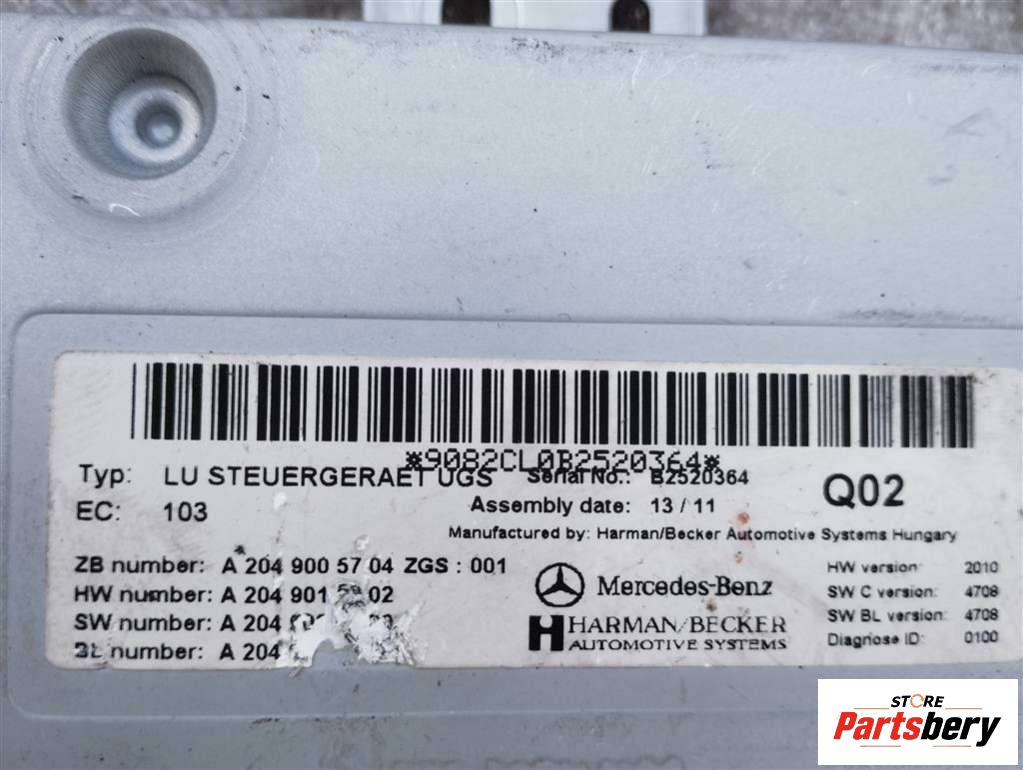 *9082CL0B2520364*
Typ: LU STEUERGERAET UGS Serial No.: B2520364
EC: 103 Assembly date: 13 / 11 Q02
Manufactured by: Harman/Becker Automotive Systems Hungary
ZB number: A 204 900 5 7 04 ZGS : 001
HW number: A 204 901 02
SW number: A 204
BL number: A 204
Mercedes-Benz
HARMAN/BECKER
AUTOMOTIVE SYSTEMS
HW version: 2010
SW C version: 4708
SW BL version: 4708
Diagnose ID: 0100
STORE
Partsbery